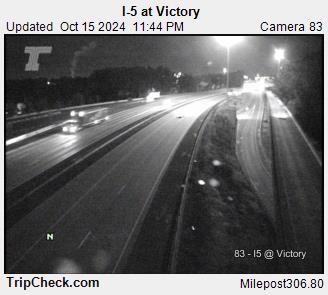 I-5 at Victory
Updated Oct 15 2024 11:44 PM Camera 83
T
N
83 - I5 @ Victory
TripCheck.com Milepost306.80